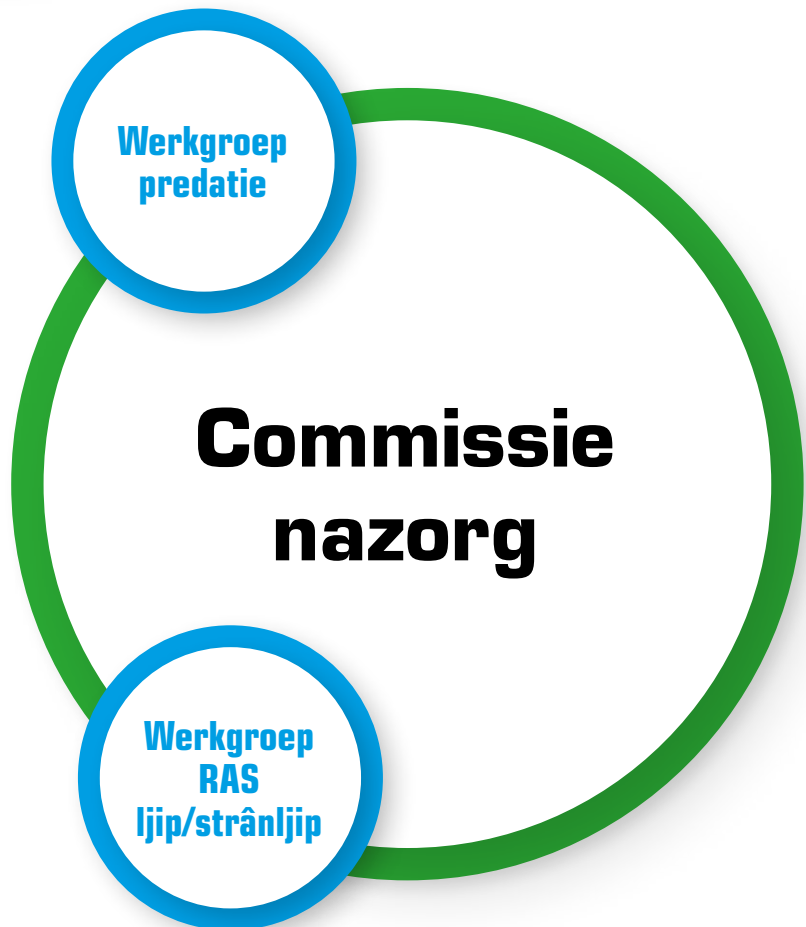 Werkgroep
predatie
Commissie
nazorg
Werkgroep
RAS
ljip/strânljip